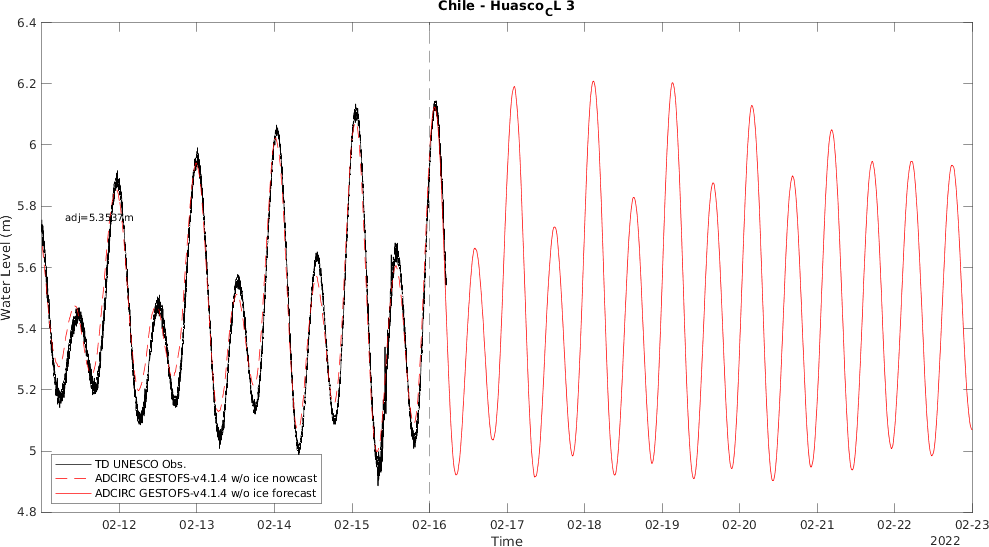 Chile - Huasco_CL 3
6.4
6.2
6
5.8
5.6
5.4
5.2
5
4.8
Water Level (m)
adj=5.3537m
TD UNESCO Obs.
ADCIRC GESTOFS-v4.1.4 w/o ice nowcast
ADCIRC GESTOFS-v4.1.4 w/o ice forecast
02-12 02-13 02-14 02-15 02-16 02-17 02-18 02-19 02-20 02-21 02-22 02-23
Time
2022